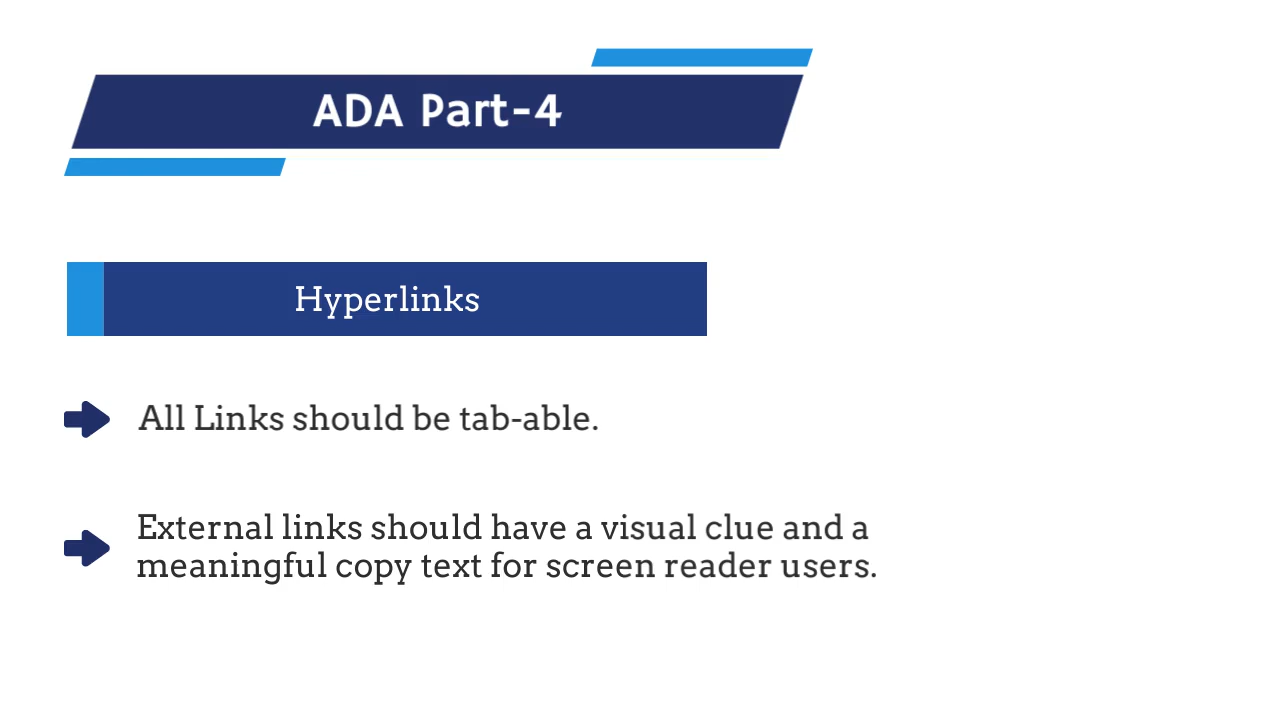 ADA Part-4
Hyperlinks
All Links should be tab-able.
External links should have a visual clue and a
meaningful copy text for screen reader users.